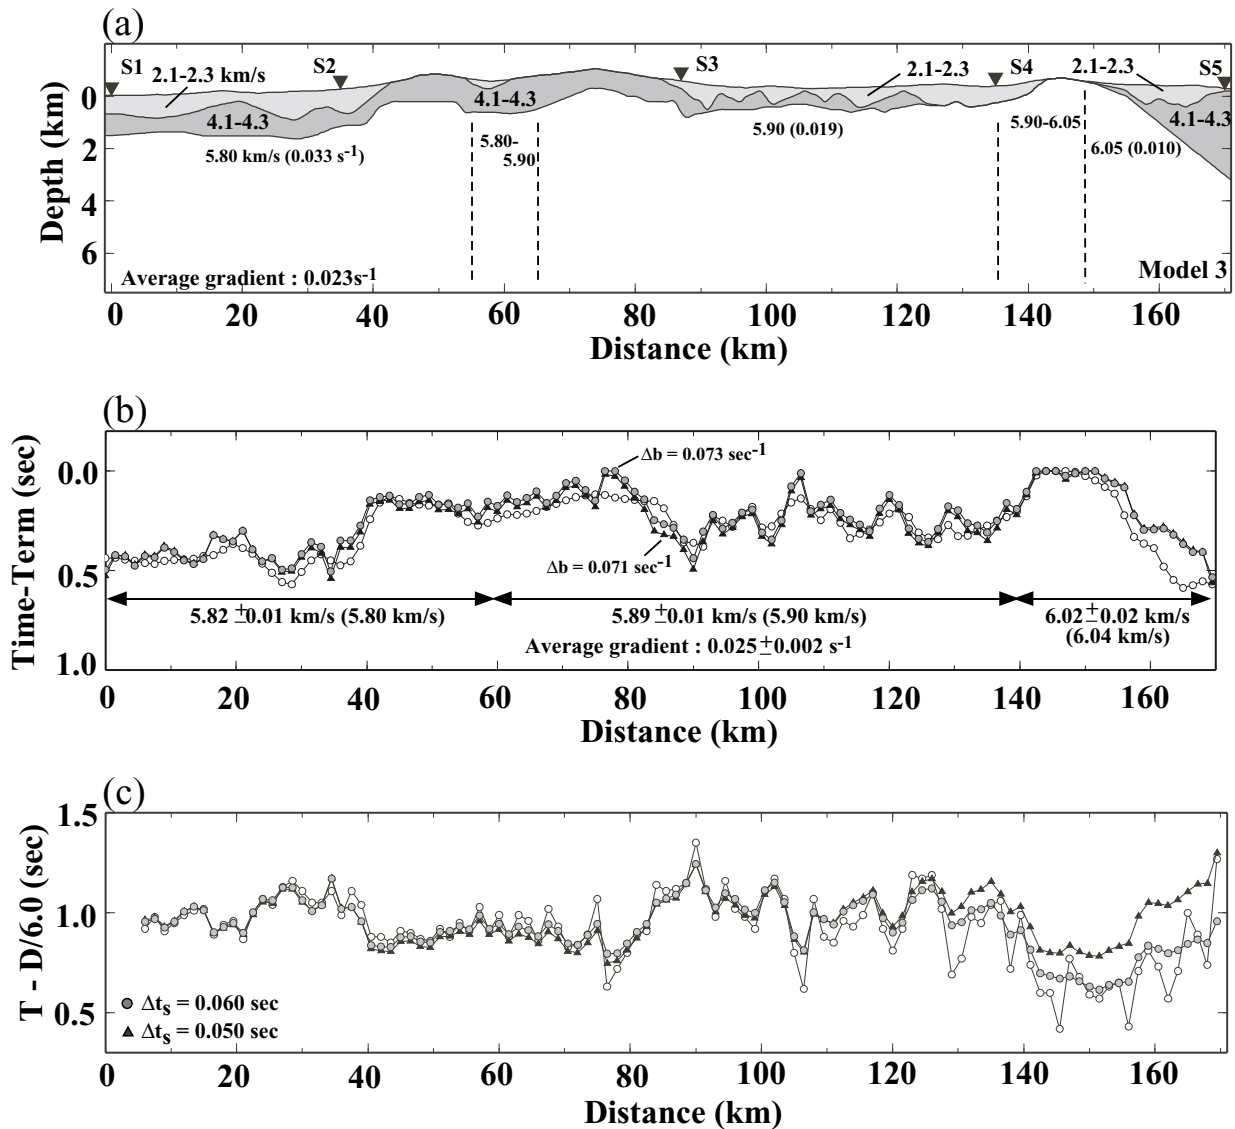 (a)
S1
S2
S3
S4
S5
2.1-2.3 km/s
2.1-2.3
2.1-2.3
4.1-4.3
4.1-4.3
4.1-4.3
5.80 km/s (0.033 s-1)
5.80-
5.90
5.90 (0.019)
5.90-6.05
6.05 (0.010)
Average gradient : 0.023s-1
Model 3
Depth (km)
0
2
4
6
0 20 40 60 80 100 120 140 160
Distance (km)
(b)
Time-Term (sec)
0.0
0.5
1.0
Δb = 0.073 sec-1
Δb = 0.071 sec-1
5.82 ±0.01 km/s (5.80 km/s)
5.89 ±0.01 km/s (5.90 km/s)
6.02±0.02 km/s
(6.04 km/s)
Average gradient : 0.025±0.002 s-1
0 20 40 60 80 100 120 140 160
Distance (km)
(c)
T - D/6.0 (sec)
1.5
1.0
0.5
Δts = 0.060 sec
Δts = 0.050 sec
0 20 40 60 80 100 120 140 160
Distance (km)